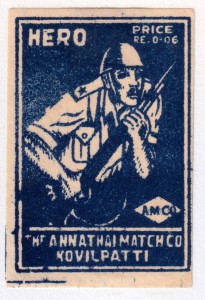 HERO
PRICE
RE. 0-06
AMCO
THE ANNATHAI MATCH CO
KOVILPATTI